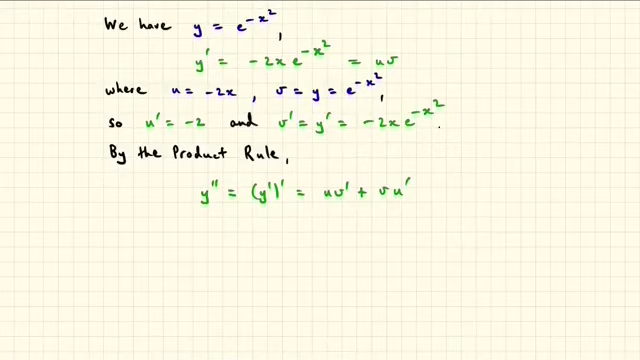 We have y = e^{-x^2},
y' = -2x e^{-x^2} = uv
where u = -2x , v = y = e^{-x^2},
so u' = -2 and v' = y' = -2x e^{-x^2}.
By the Product Rule,
y'' = (y')' = uv' + vu'